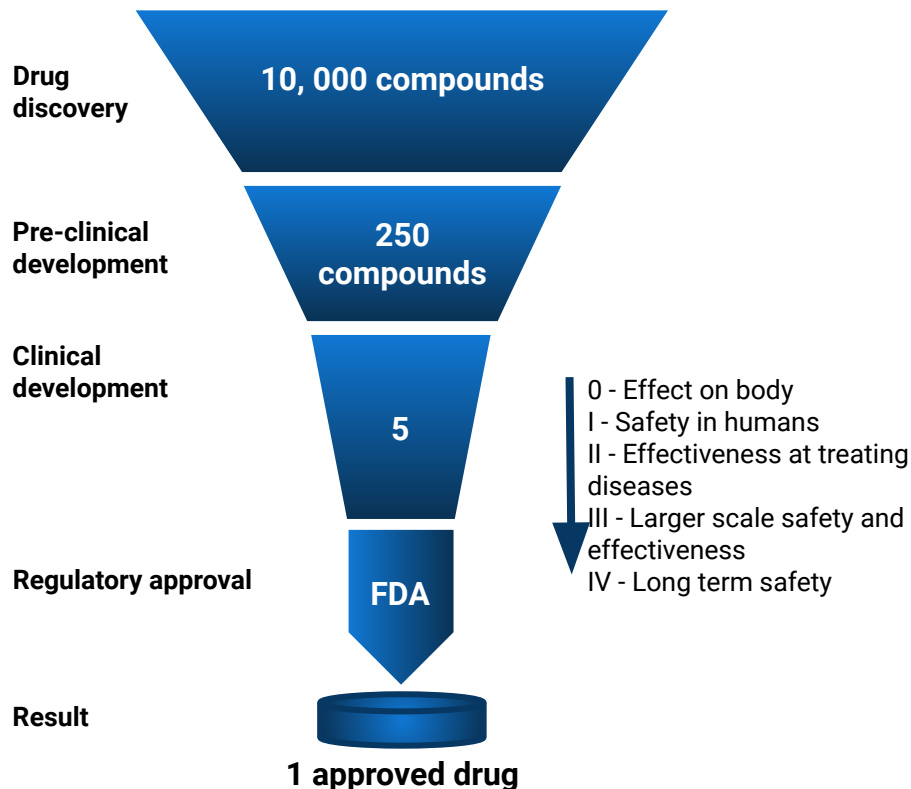 Drug
discovery
10, 000 compounds
Pre-clinical
development
250
compounds
Clinical
development
5
0 - Effect on body
I - Safety in humans
II - Effectiveness at treating
diseases
III - Larger scale safety and
effectiveness
IV - Long term safety
Regulatory approval
FDA
Result
1 approved drug